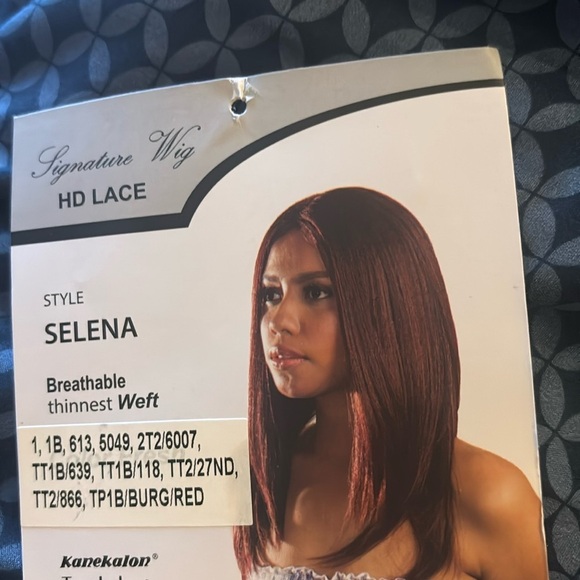 Signature Wig
HD LACE
STYLE
SELENA
Breathable
thinnest Weft
1, 1B, 613, 5049, 2T2/6007,
TT1B/639, TT1B/118, TT2/27ND,
TT2/866, TP1B/BURG/RED
Kanekalon®